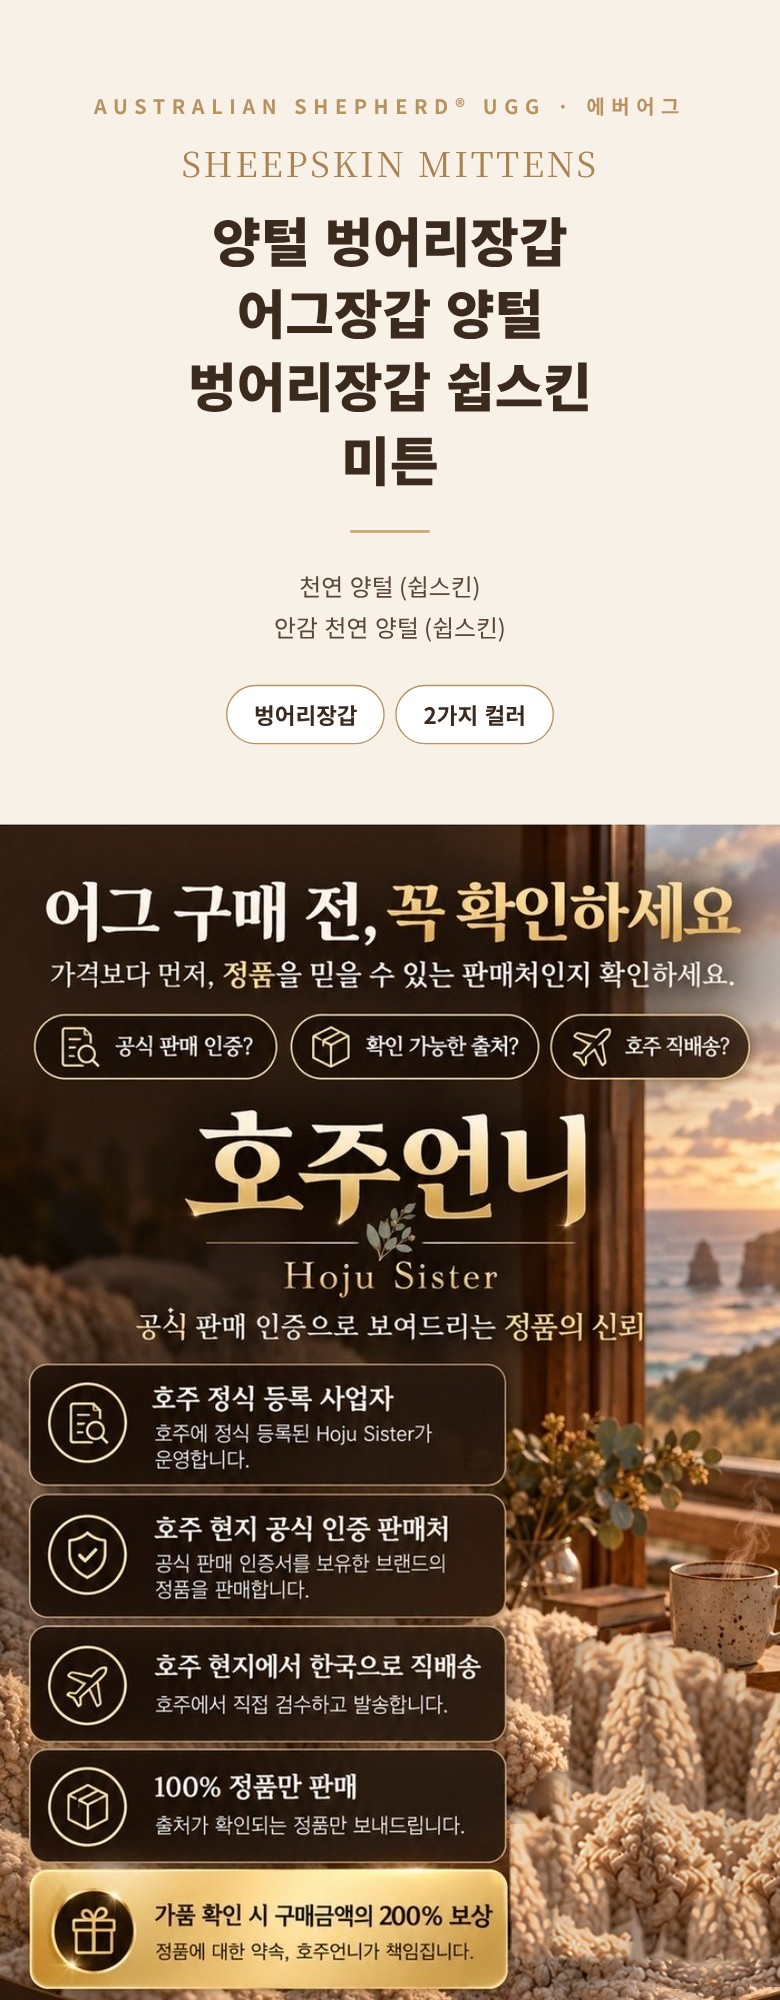 AUSTRALIAN SHEPHERD® UGG · 에버어그
SHEEPSKIN MITTENS
양털 벙어리장갑
어그장갑 양털
벙어리장갑 쉽스킨
미튼
천연 양털 (쉽스킨)
안감 천연 양털 (쉽스킨)
벙어리장갑
2가지 컬러
어그 구매 전, 꼭 확인하세요
가격보다 먼저, 정품을 믿을 수 있는 판매처인지 확인하세요.
공식 판매 인증?
확인 가능한 출처?
호주 직배송?
호주언니
Hoju Sister
공식 판매 인증으로 보여드리는 정품의 신뢰
호주 정식 등록 사업자
호주에 정식 등록된 Hoju Sister가
운영합니다.
호주 현지 공식 인증 판매처
공식 판매 인증서를 보유한 브랜드의
정품을 판매합니다.
호주 현지에서 한국으로 직배송
호주에서 직접 검수하고 발송합니다.
100% 정품만 판매
출처가 확인되는 정품만 보내드립니다.
가품 확인 시 구매금액의 200% 보상
정품에 대한 약속, 호주언니가 책임집니다.